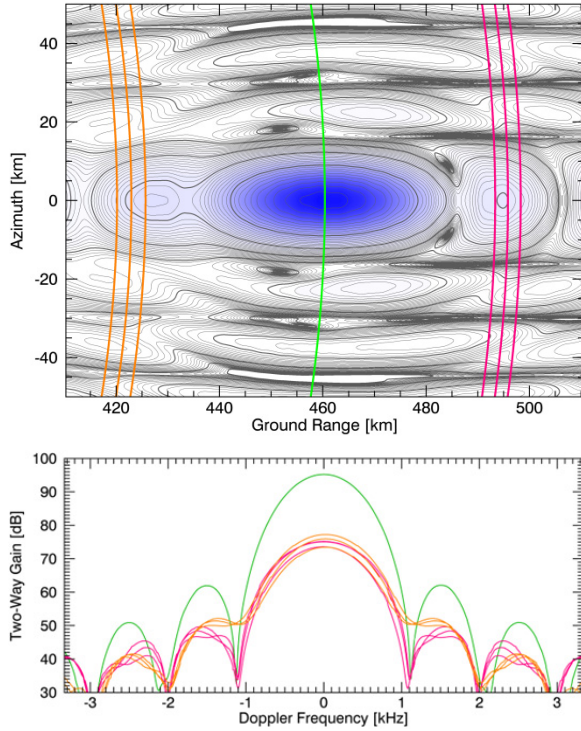 40
20
0
-20
-40
Azimuth [km]
420 440 460 480 500
Ground Range [km]
100
90
80
70
60
50
40
30
Two-Way Gain [dB]
-3 -2 -1 0 1 2 3
Doppler Frequency [kHz]